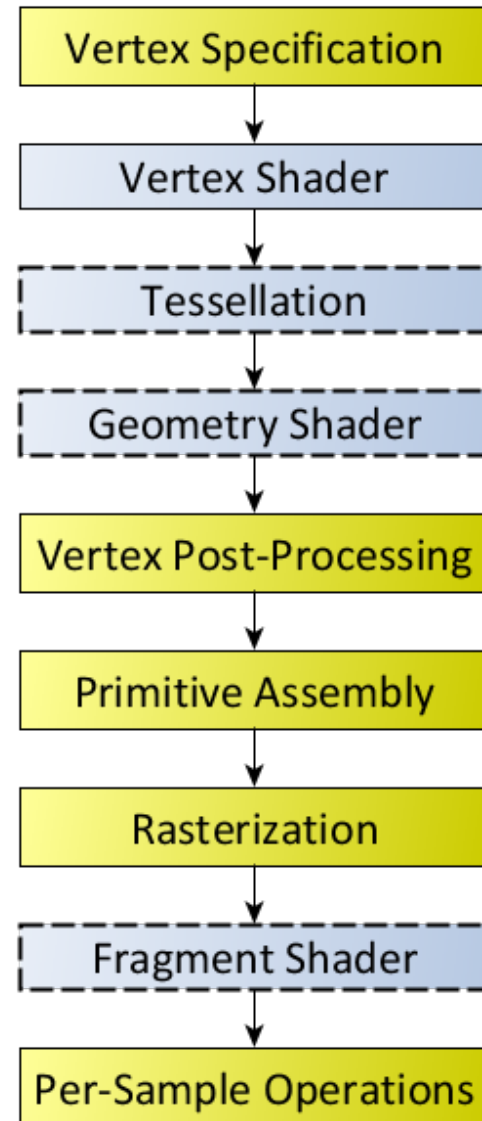 Vertex Specification
Vertex Shader
Tessellation
Geometry Shader
Vertex Post-Processing
Primitive Assembly
Rasterization
Fragment Shader
Per-Sample Operations